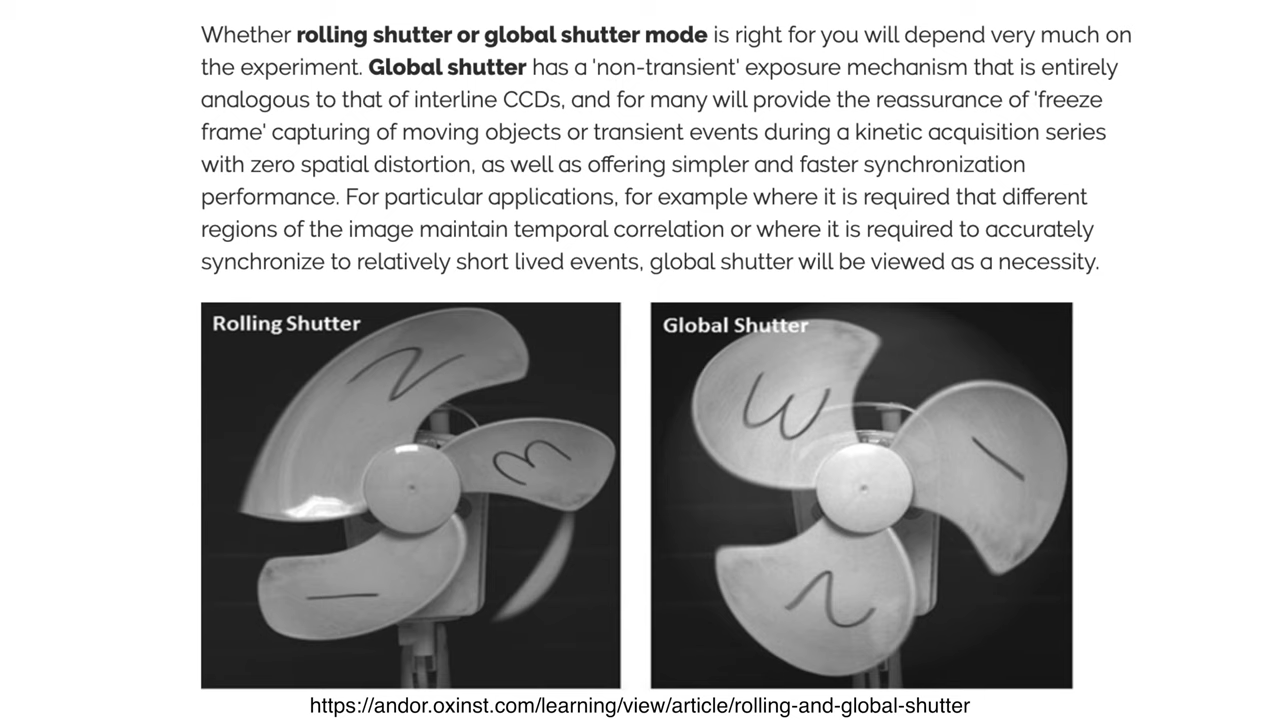 Whether rolling shutter or global shutter mode is right for you will depend very much on
the experiment. Global shutter has a 'non-transient' exposure mechanism that is entirely
analogous to that of interline CCDs, and for many will provide the reassurance of 'freeze
frame' capturing of moving objects or transient events during a kinetic acquisition series
with zero spatial distortion, as well as offering simpler and faster synchronization
performance. For particular applications, for example where it is required that different
regions of the image maintain temporal correlation or where it is required to accurately
synchronize to relatively short lived events, global shutter will be viewed as a necessity.
Rolling Shutter
2
3
1
Global Shutter
3
1
2
https://andor.oxinst.com/learning/view/article/rolling-and-global-shutter